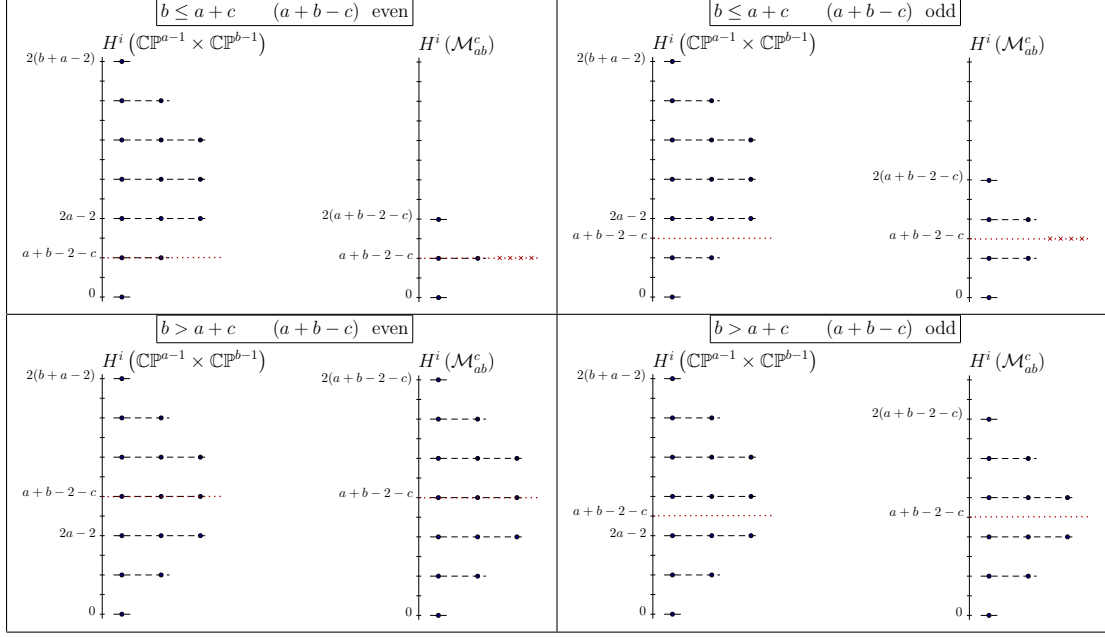 b ≤ a + c (a + b − c) even
H^i (ℂℙ^{a−1} × ℂℙ^{b−1})
H^i (ℳ^c_{ab})
2(b + a − 2)
2a − 2
2(a + b − 2 − c)
a + b − 2 − c
a + b − 2 − c
0
0
b ≤ a + c (a + b − c) odd
H^i (ℂℙ^{a−1} × ℂℙ^{b−1})
H^i (ℳ^c_{ab})
2(b + a − 2)
2(a + b − 2 − c)
2a − 2
a + b − 2 − c
a + b − 2 − c
0
0
b > a + c (a + b − c) even
H^i (ℂℙ^{a−1} × ℂℙ^{b−1})
H^i (ℳ^c_{ab})
2(b + a − 2)
2(a + b − 2 − c)
a + b − 2 − c
a + b − 2 − c
2a − 2
0
0
b > a + c (a + b − c) odd
H^i (ℂℙ^{a−1} × ℂℙ^{b−1})
H^i (ℳ^c_{ab})
2(b + a − 2)
2(a + b − 2 − c)
a + b − 2 − c
a + b − 2 − c
2a − 2
0
0